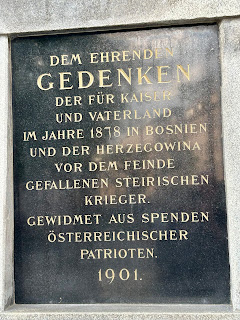 DEM EHRENDEN
GEDENKEN
DER FÜR KAISER
UND VATERLAND
IM JAHRE 1878 IN BOSNIEN
UND DER HERZEGOWINA
VOR DEM FEINDE
GEFALLENEN STEIRISCHEN
KRIEGER.
GEWIDMET AUS SPENDEN
ÖSTERREICHISCHER
PATRIOTEN.
1901.